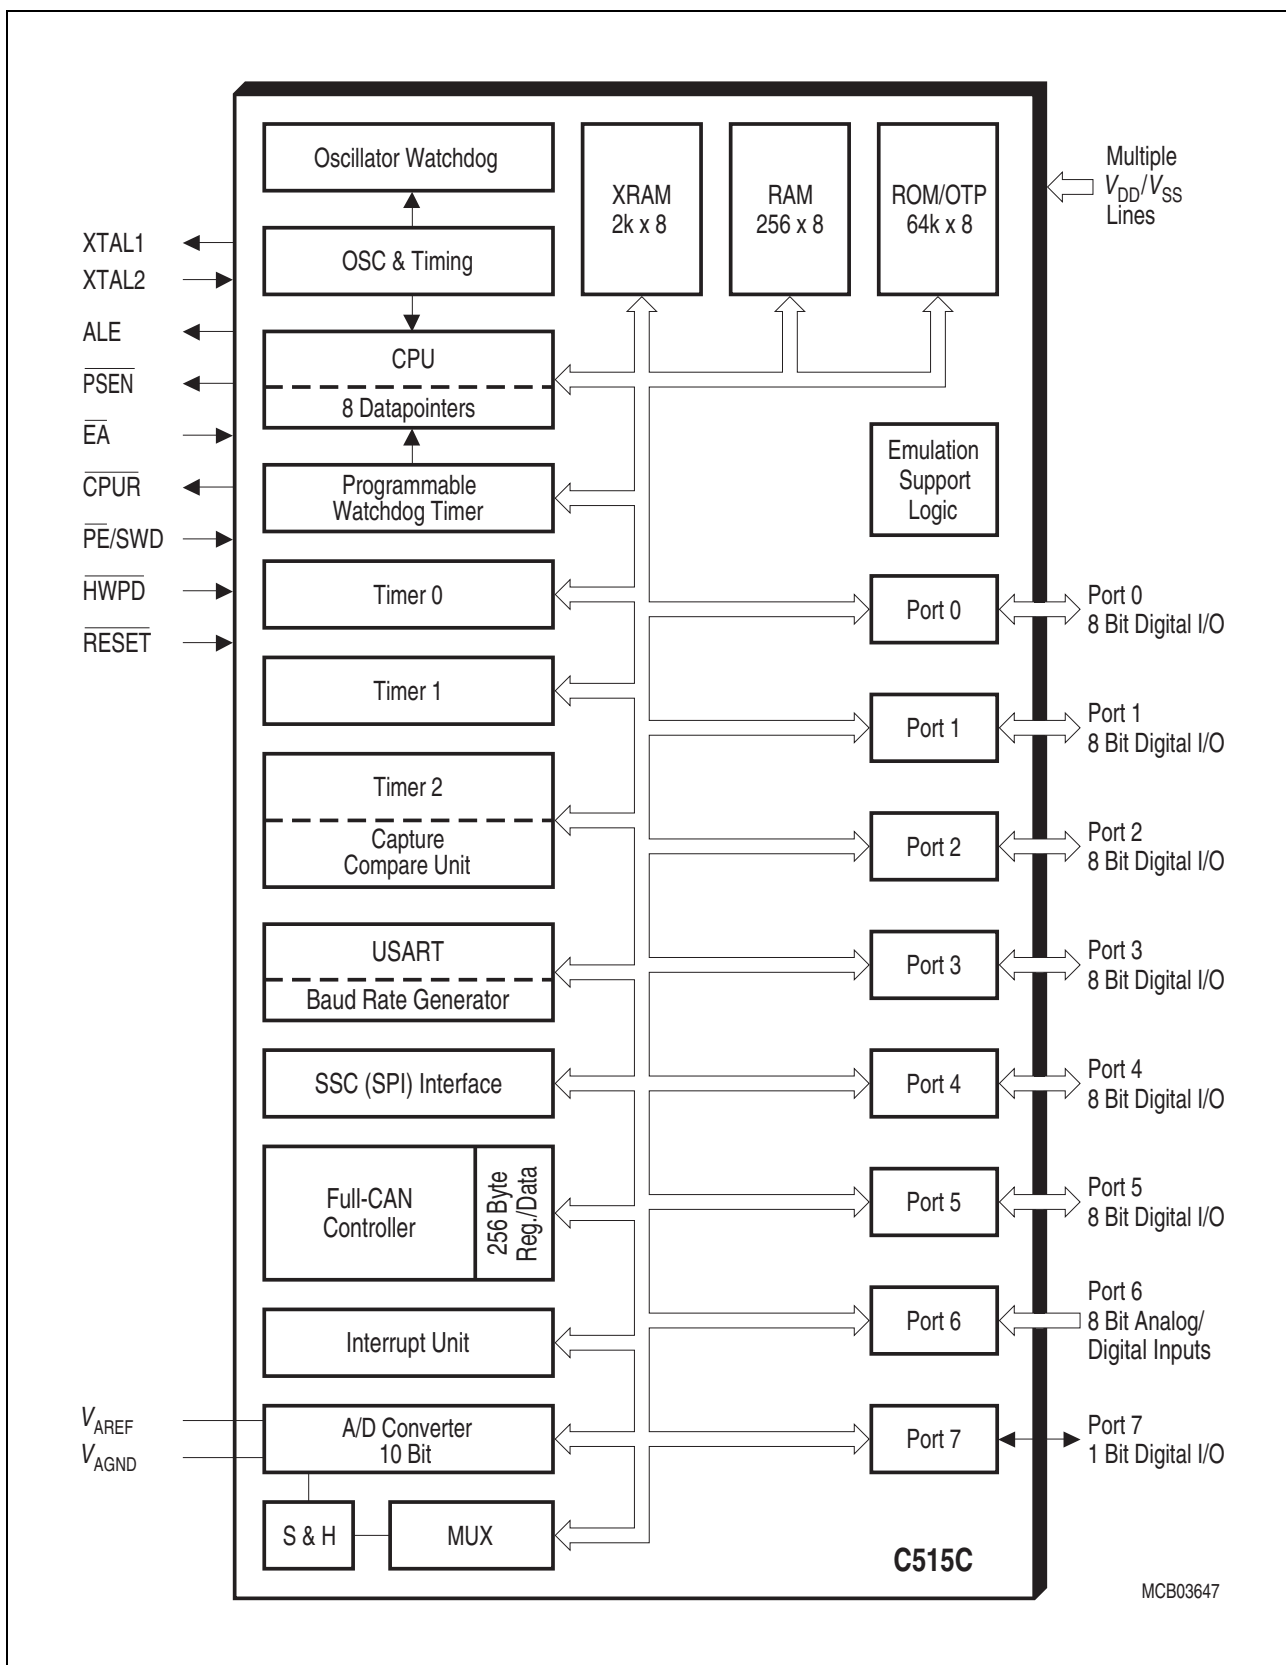 Oscillator Watchdog
OSC & Timing
CPU
8 Datapointers
Programmable
Watchdog Timer
Timer 0
Timer 1
Timer 2
Capture
Compare Unit
USART
Baud Rate Generator
SSC (SPI) Interface
Full-CAN
Controller
256 Byte
Reg./Data
Interrupt Unit
A/D Converter
10 Bit
S & H
MUX
XRAM
2k x 8
RAM
256 x 8
ROM/OTP
64k x 8
Emulation
Support
Logic
Port 0
Port 1
Port 2
Port 3
Port 4
Port 5
Port 6
Port 7
C515C
XTAL1
XTAL2
ALE
PSEN
EA
CPUR
PE/SWD
HWPD
RESET
VAREF
VAGND
Multiple
VDD/VSS
Lines
Port 0
8 Bit Digital I/O
Port 1
8 Bit Digital I/O
Port 2
8 Bit Digital I/O
Port 3
8 Bit Digital I/O
Port 4
8 Bit Digital I/O
Port 5
8 Bit Digital I/O
Port 6
8 Bit Analog/
Digital Inputs
Port 7
1 Bit Digital I/O
MCB03647